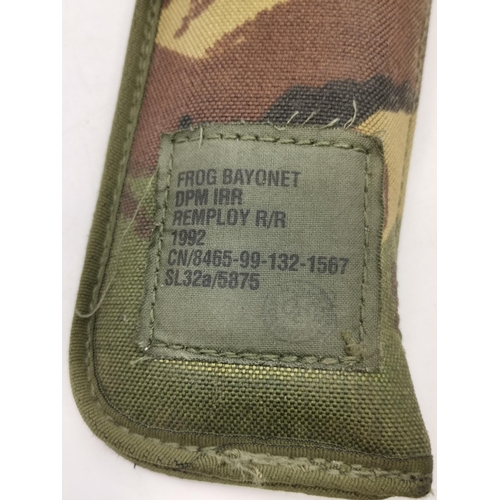 FROG BAYONET
DPM IRR
REMPLOY R/R
1992
CN/8465-99-132-1567
SL32a/5875